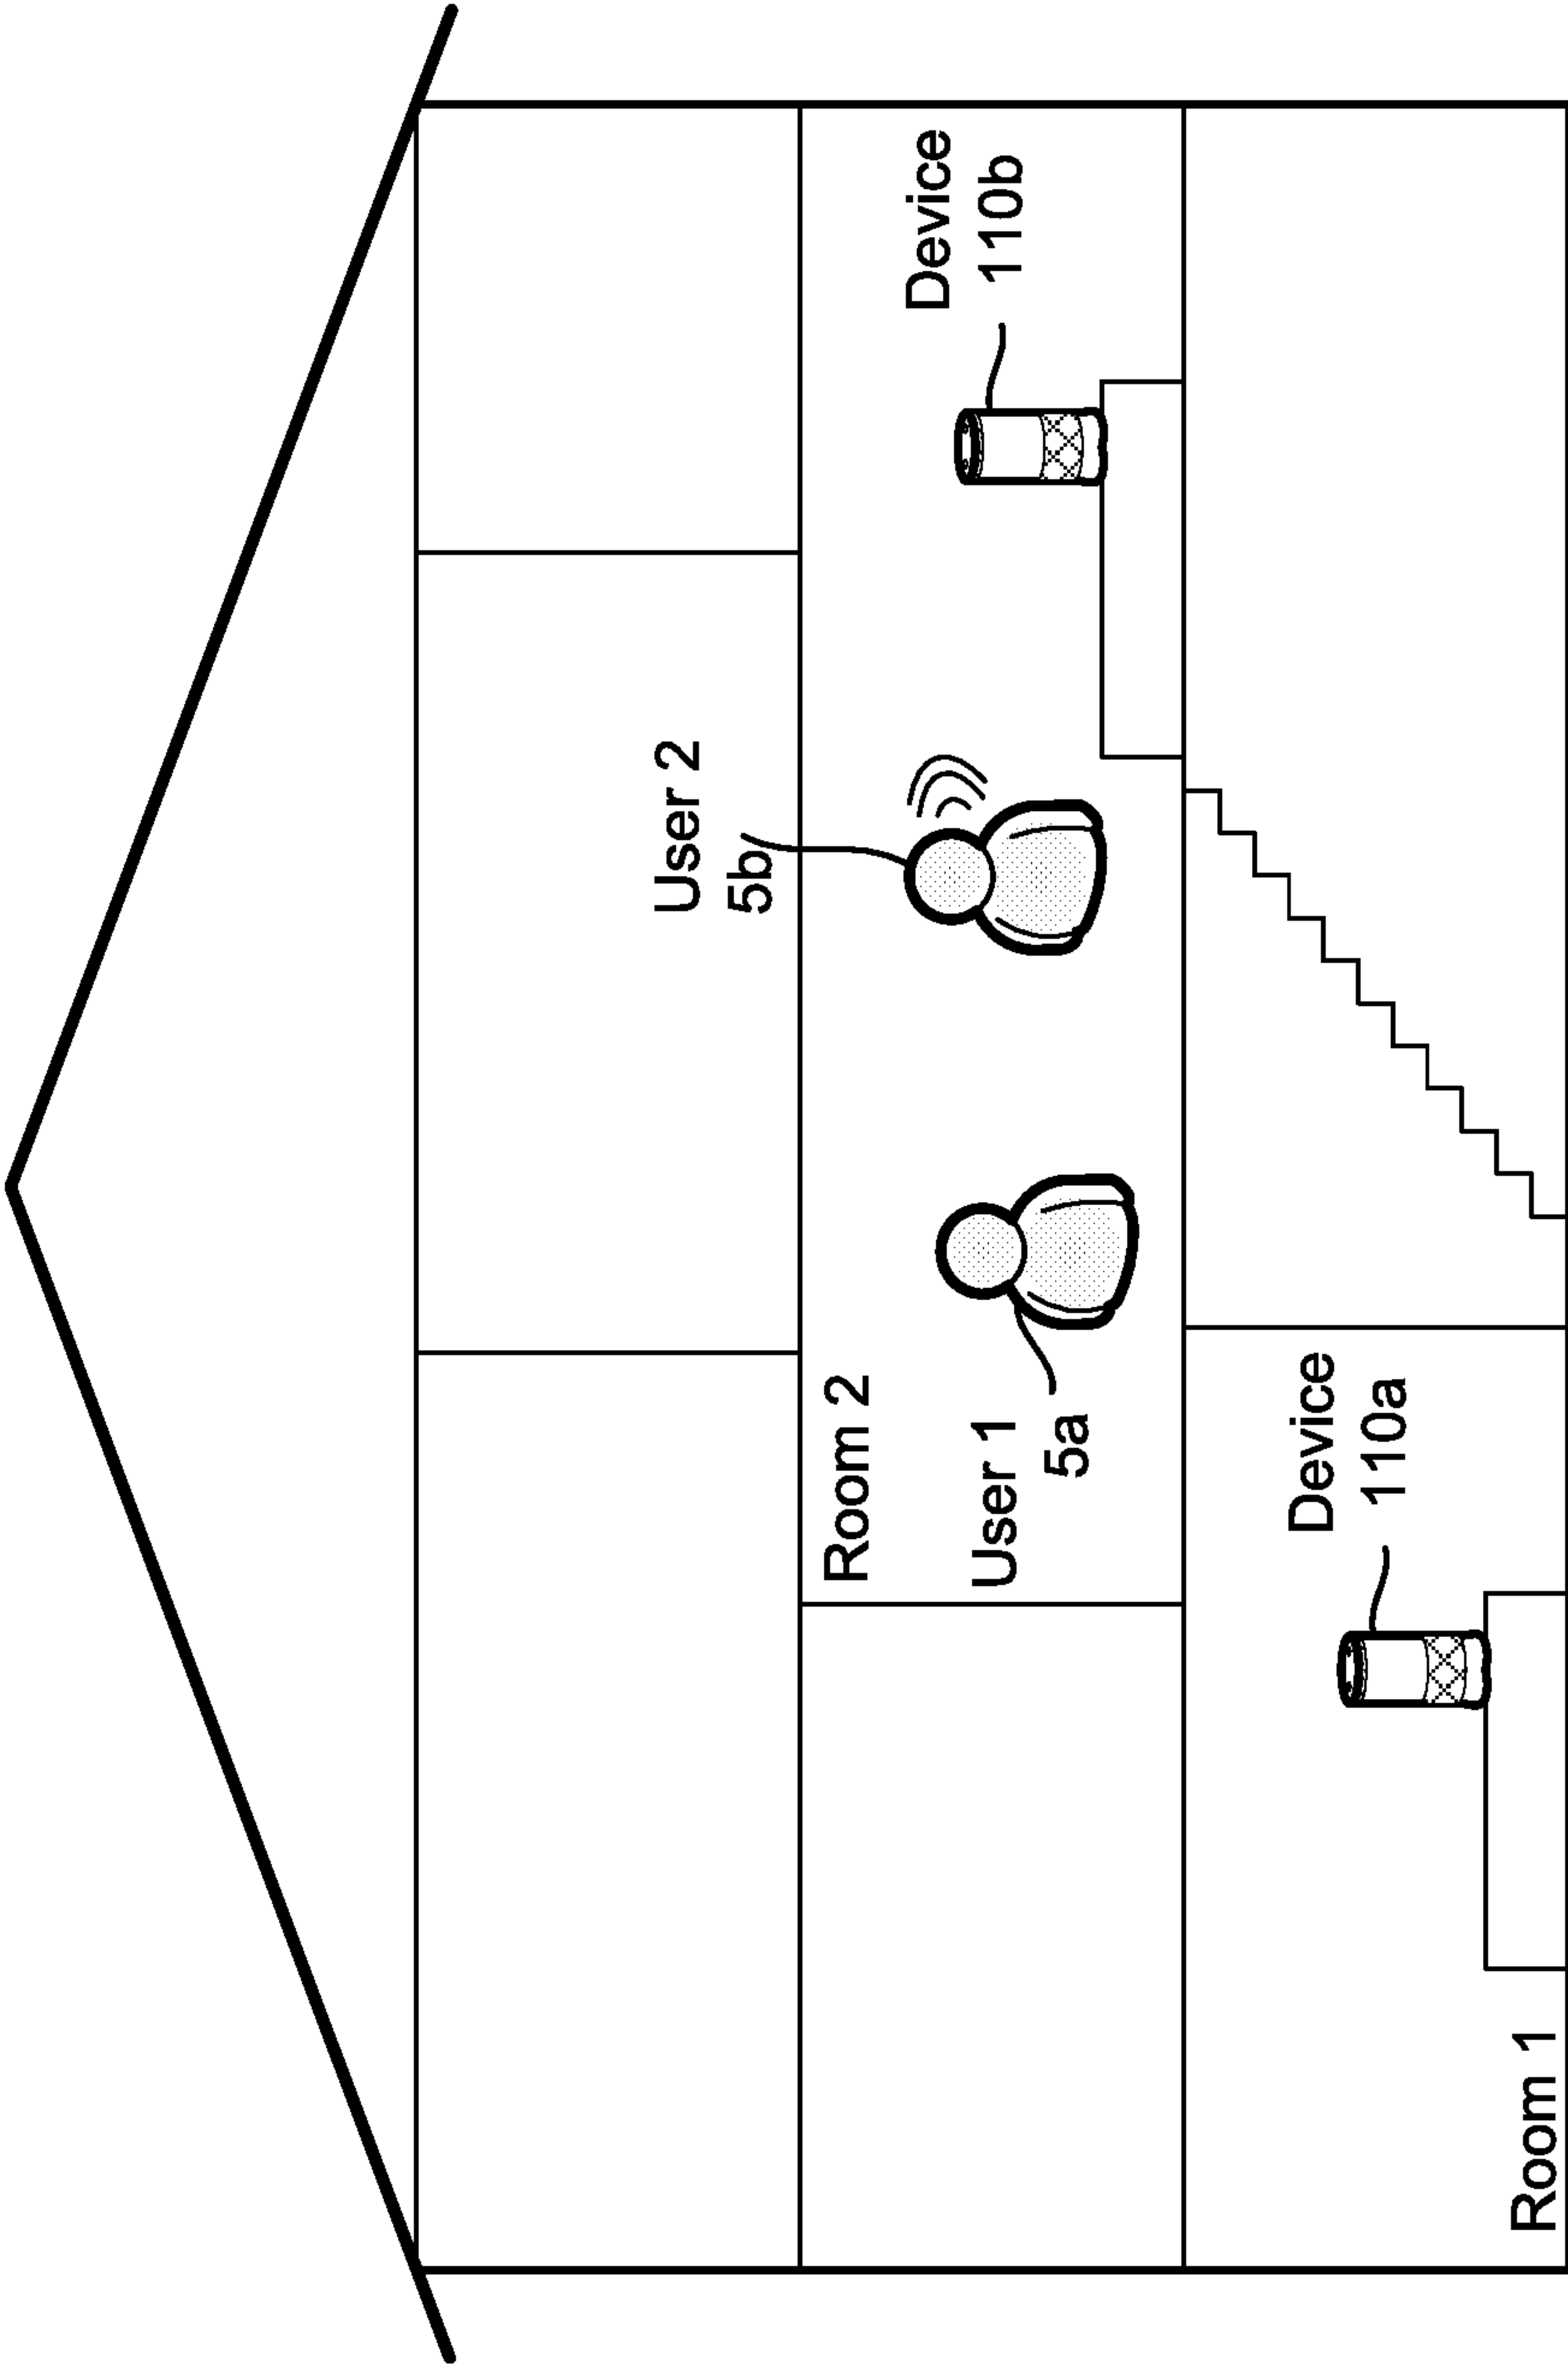 User 2
5b
Room 2
User 1
5a
Device
110b
Device
110a
Room 1